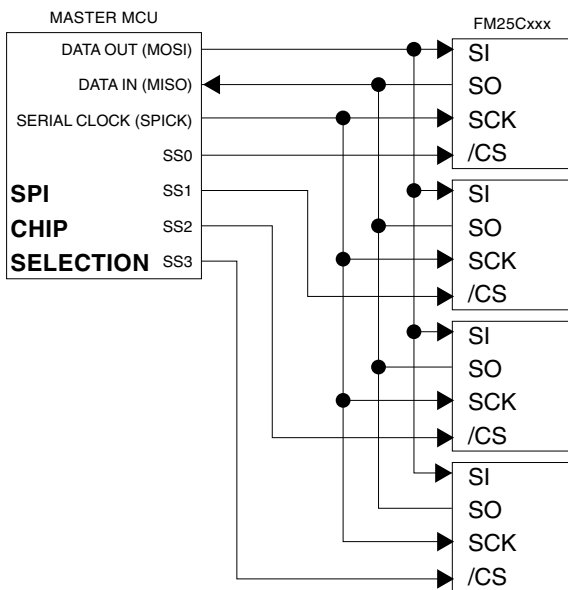 MASTER MCU
DATA OUT (MOSI)
DATA IN (MISO)
SERIAL CLOCK (SPICK)
SS0
SPI SS1
CHIP SS2
SELECTION SS3
FM25Cxxx
SI
SO
SCK
/CS
SI
SO
SCK
/CS
SI
SO
SCK
/CS
SI
SO
SCK
/CS